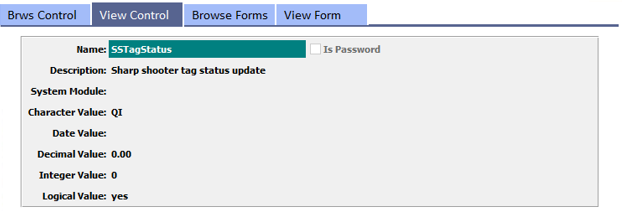 Brws Control View Control Browse Forms View Form
Name: SSTagStatus Is Password
Description: Sharp shooter tag status update
System Module:
Character Value: QI
Date Value:
Decimal Value: 0.00
Integer Value: 0
Logical Value: yes